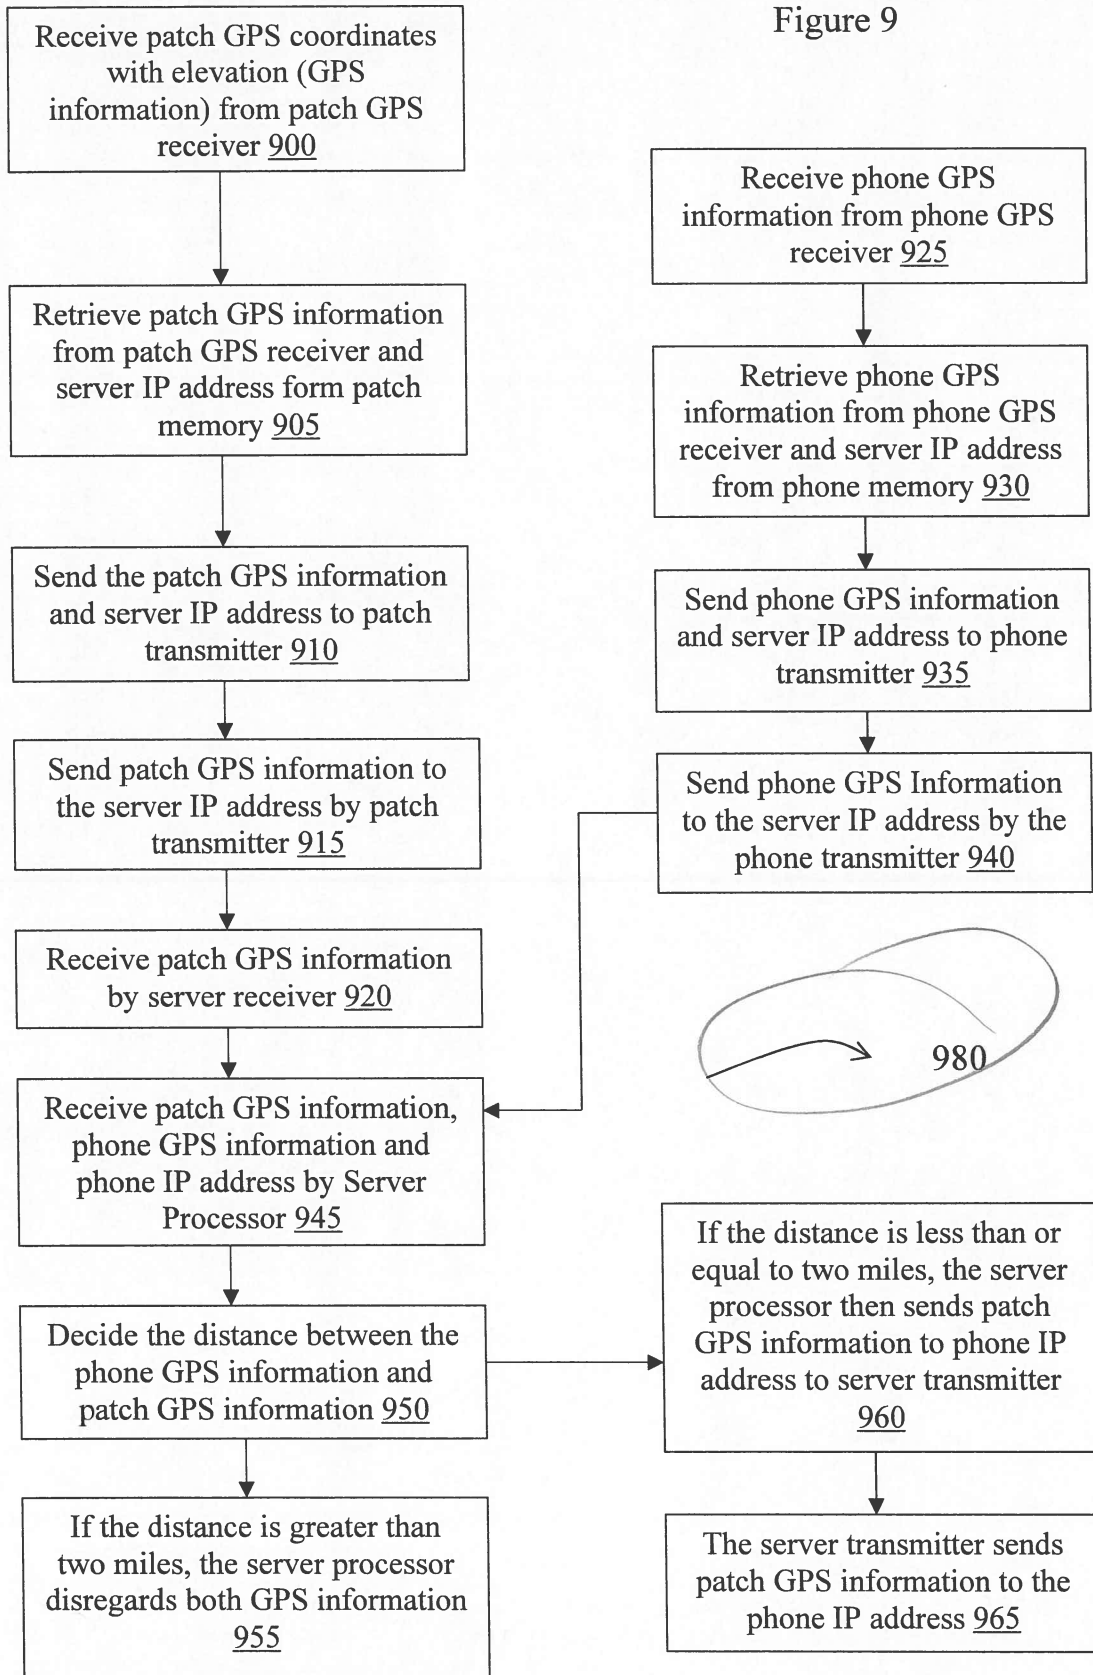 Figure 9
Receive patch GPS coordinates
with elevation (GPS
information) from patch GPS
receiver 900
Retrieve patch GPS information
from patch GPS receiver and
server IP address form patch
memory 905
Send the patch GPS information
and server IP address to patch
transmitter 910
Send patch GPS information to
the server IP address by patch
transmitter 915
Receive patch GPS information
by server receiver 920
Receive phone GPS
information from phone GPS
receiver 925
Retrieve phone GPS
information from phone GPS
receiver and server IP address
from phone memory 930
Send phone GPS information
and server IP address to phone
transmitter 935
Send phone GPS Information
to the server IP address by the
phone transmitter 940
980
Receive patch GPS information,
phone GPS information and
phone IP address by Server
Processor 945
Decide the distance between the
phone GPS information and
patch GPS information 950
If the distance is greater than
two miles, the server processor
disregards both GPS information
955
If the distance is less than or
equal to two miles, the server
processor then sends patch
GPS information to phone IP
address to server transmitter
960
The server transmitter sends
patch GPS information to the
phone IP address 965